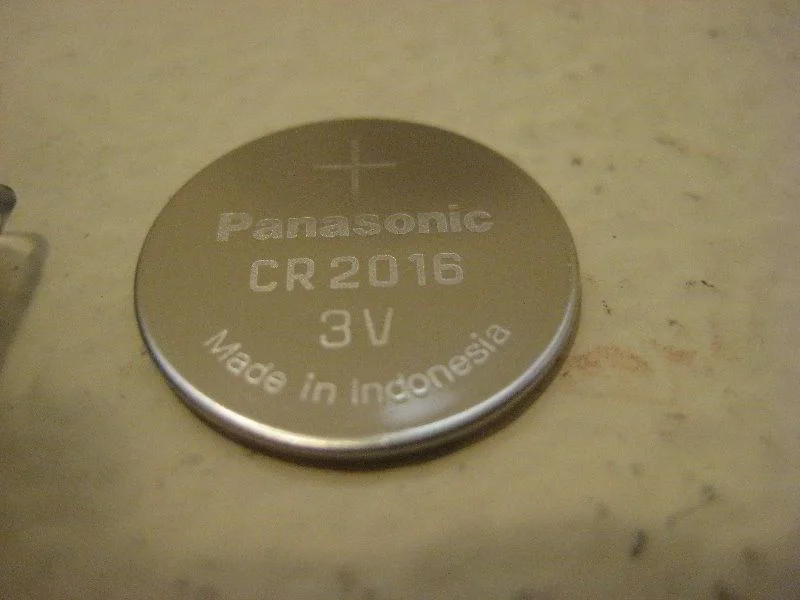 +
Panasonic
CR2016
3V
Made in Indonesia